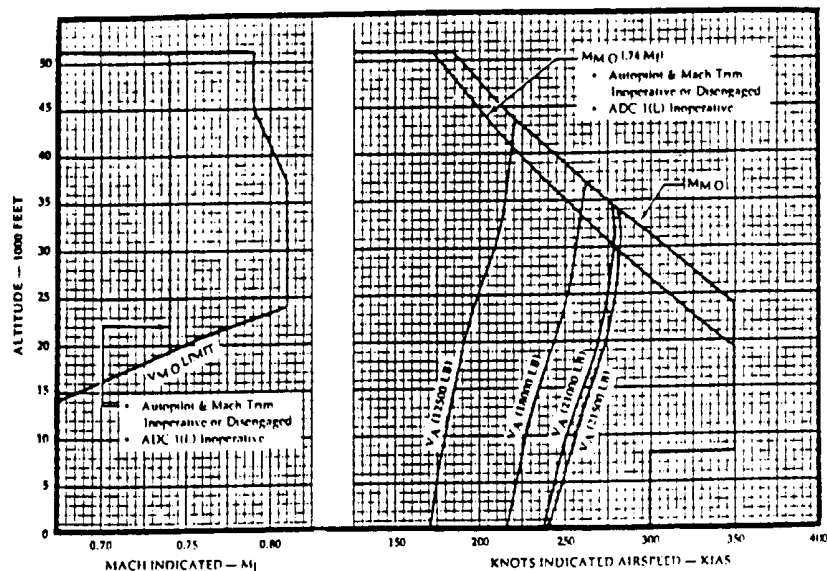 ALTITUDE — 1000 FEET
50
45
40
35
30
25
20
15
10
5
0
VMO LIMIT
• Autopilot & Mach Trim
Inoperative or Disengaged
• ADC 1(L) Inoperative
0.70
0.75
0.80
MACH INDICATED — MI
MMO (.74 MI)
• Autopilot & Mach Trim
Inoperative or Disengaged
• ADC 1(L) Inoperative
MMO
VA (12500 LB)
VA (18000 LB)
VA (21000 LB)
VA (21500 LB)
150
200
250
300
350
400
KNOTS INDICATED AIRSPEED — KIAS